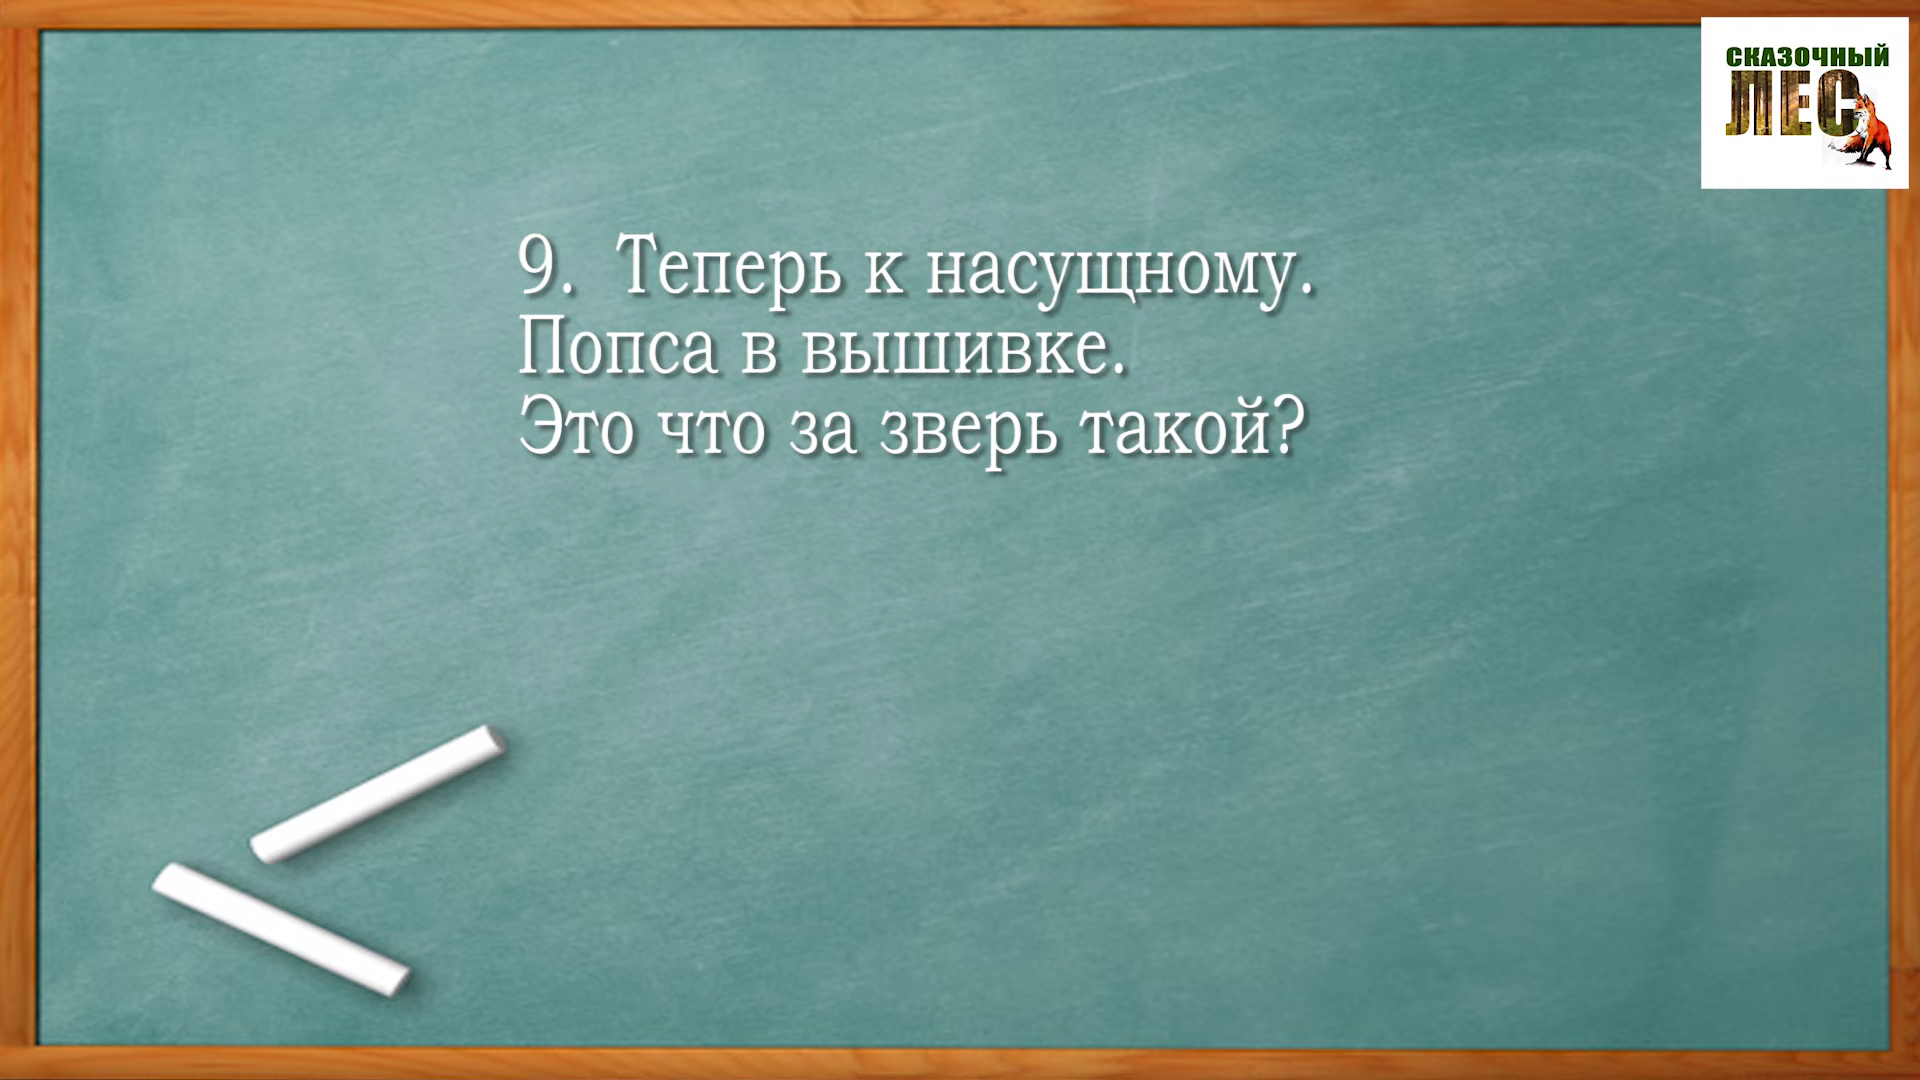 СКАЗОЧНЫЙ
ЛЕС
9. Теперь к насущному.
Попса в вышивке.
Это что за зверь такой?